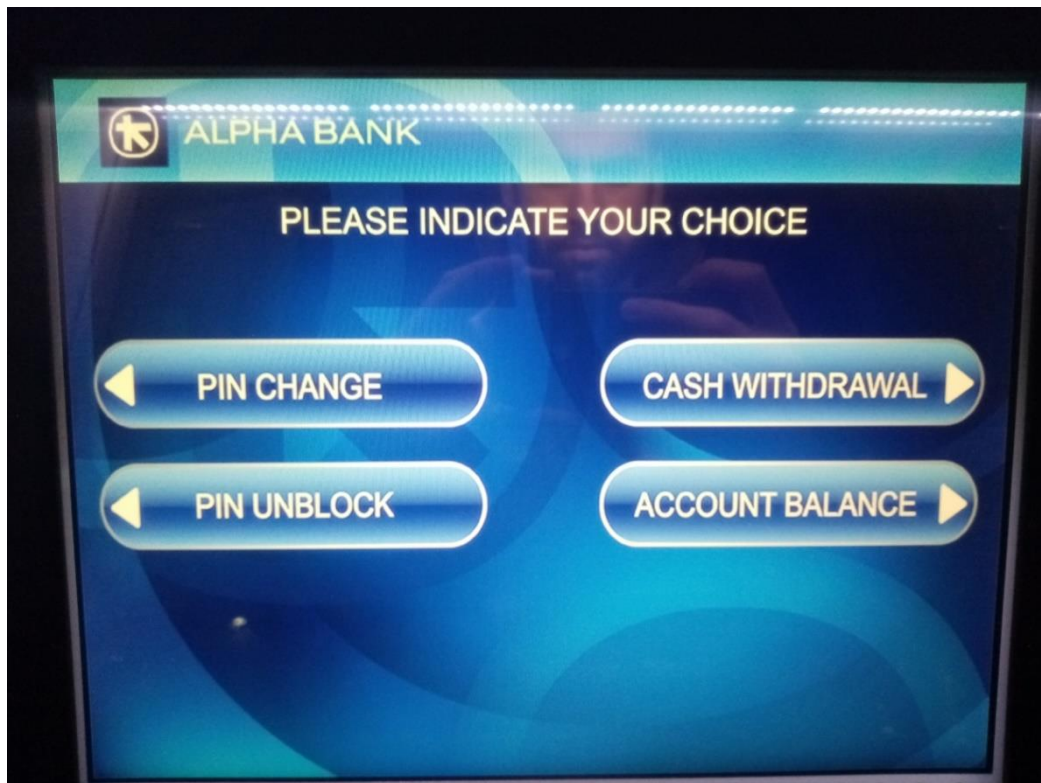 ALPHA BANK
PLEASE INDICATE YOUR CHOICE
PIN CHANGE
CASH WITHDRAWAL
PIN UNBLOCK
ACCOUNT BALANCE